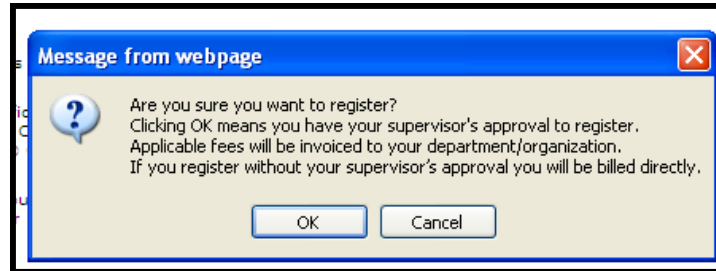 Message from webpage
Are you sure you want to register?
Clicking OK means you have your supervisor's approval to register.
Applicable fees will be invoiced to your department/organization.
If you register without your supervisor's approval you will be billed directly.
OK
Cancel